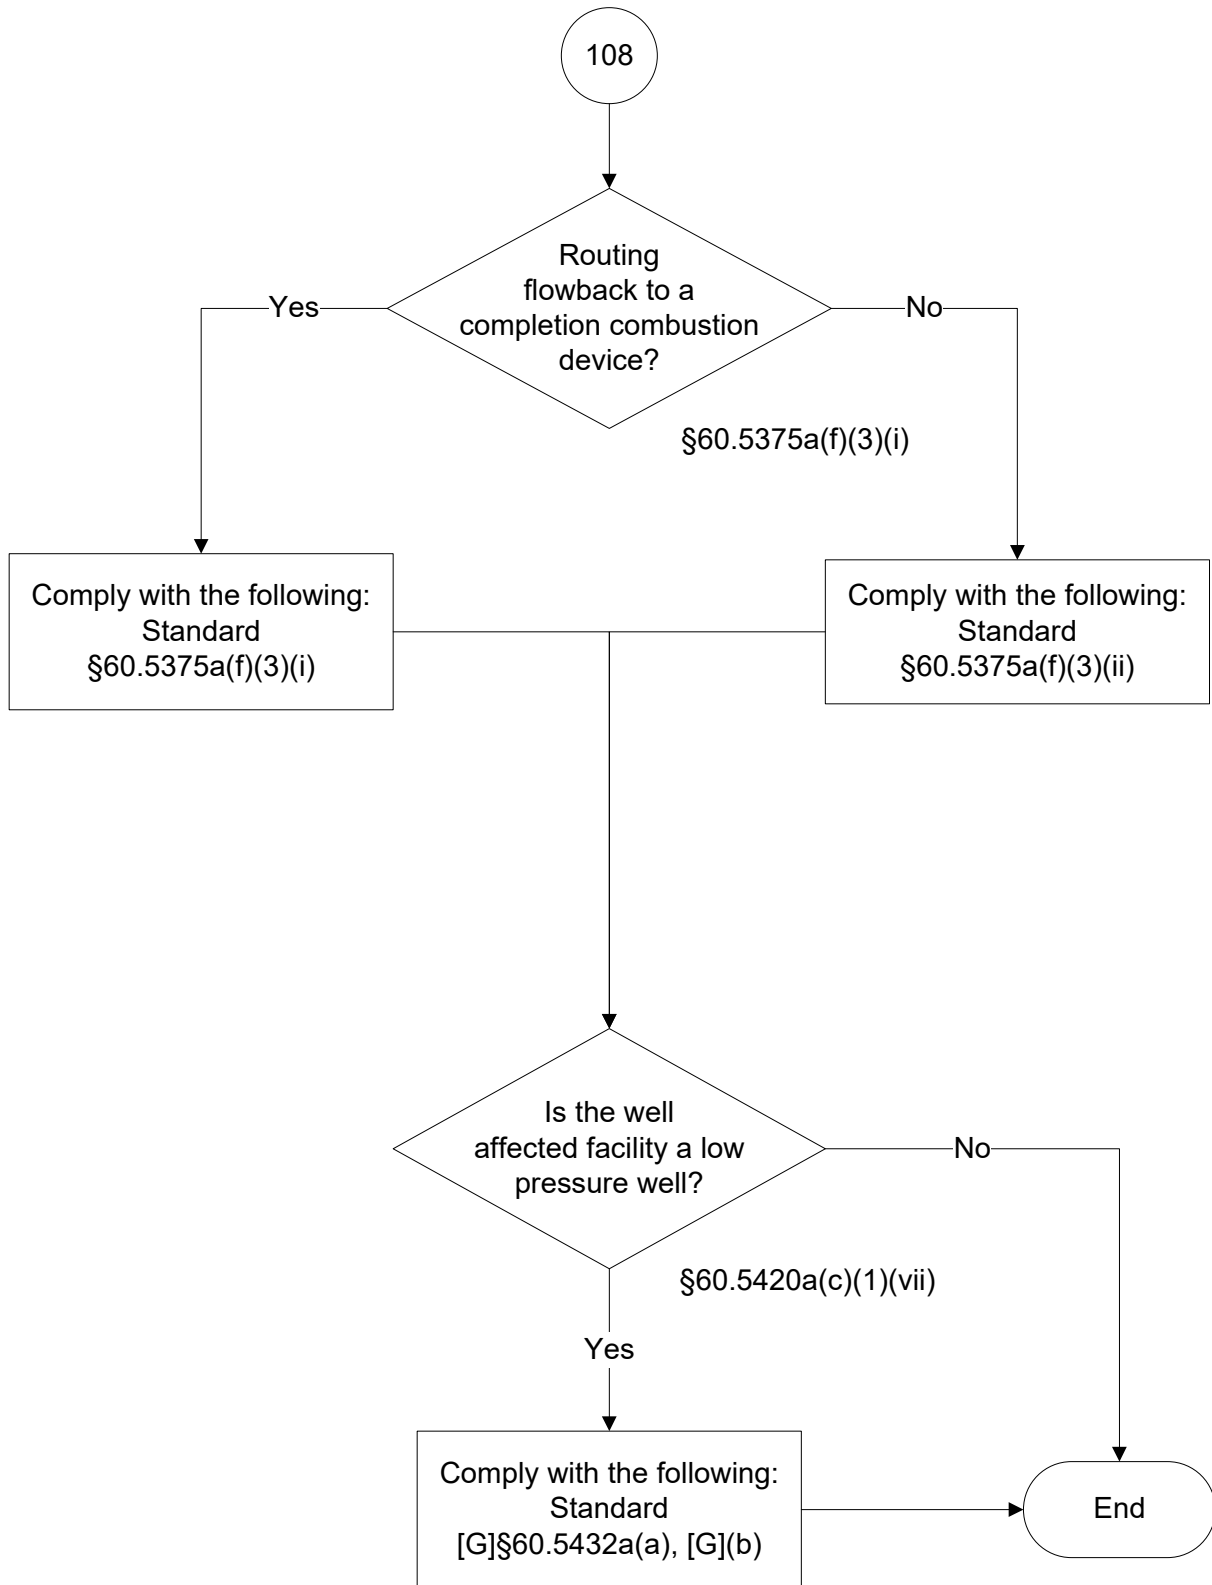 108
Routing
flowback to a
completion combustion
device?
Yes
No
§60.5375a(f)(3)(i)
Comply with the following:
Standard
§60.5375a(f)(3)(i)
Comply with the following:
Standard
§60.5375a(f)(3)(ii)
Is the well
affected facility a low
pressure well?
No
§60.5420a(c)(1)(vii)
Yes
Comply with the following:
Standard
[G]§60.5432a(a), [G](b)
End